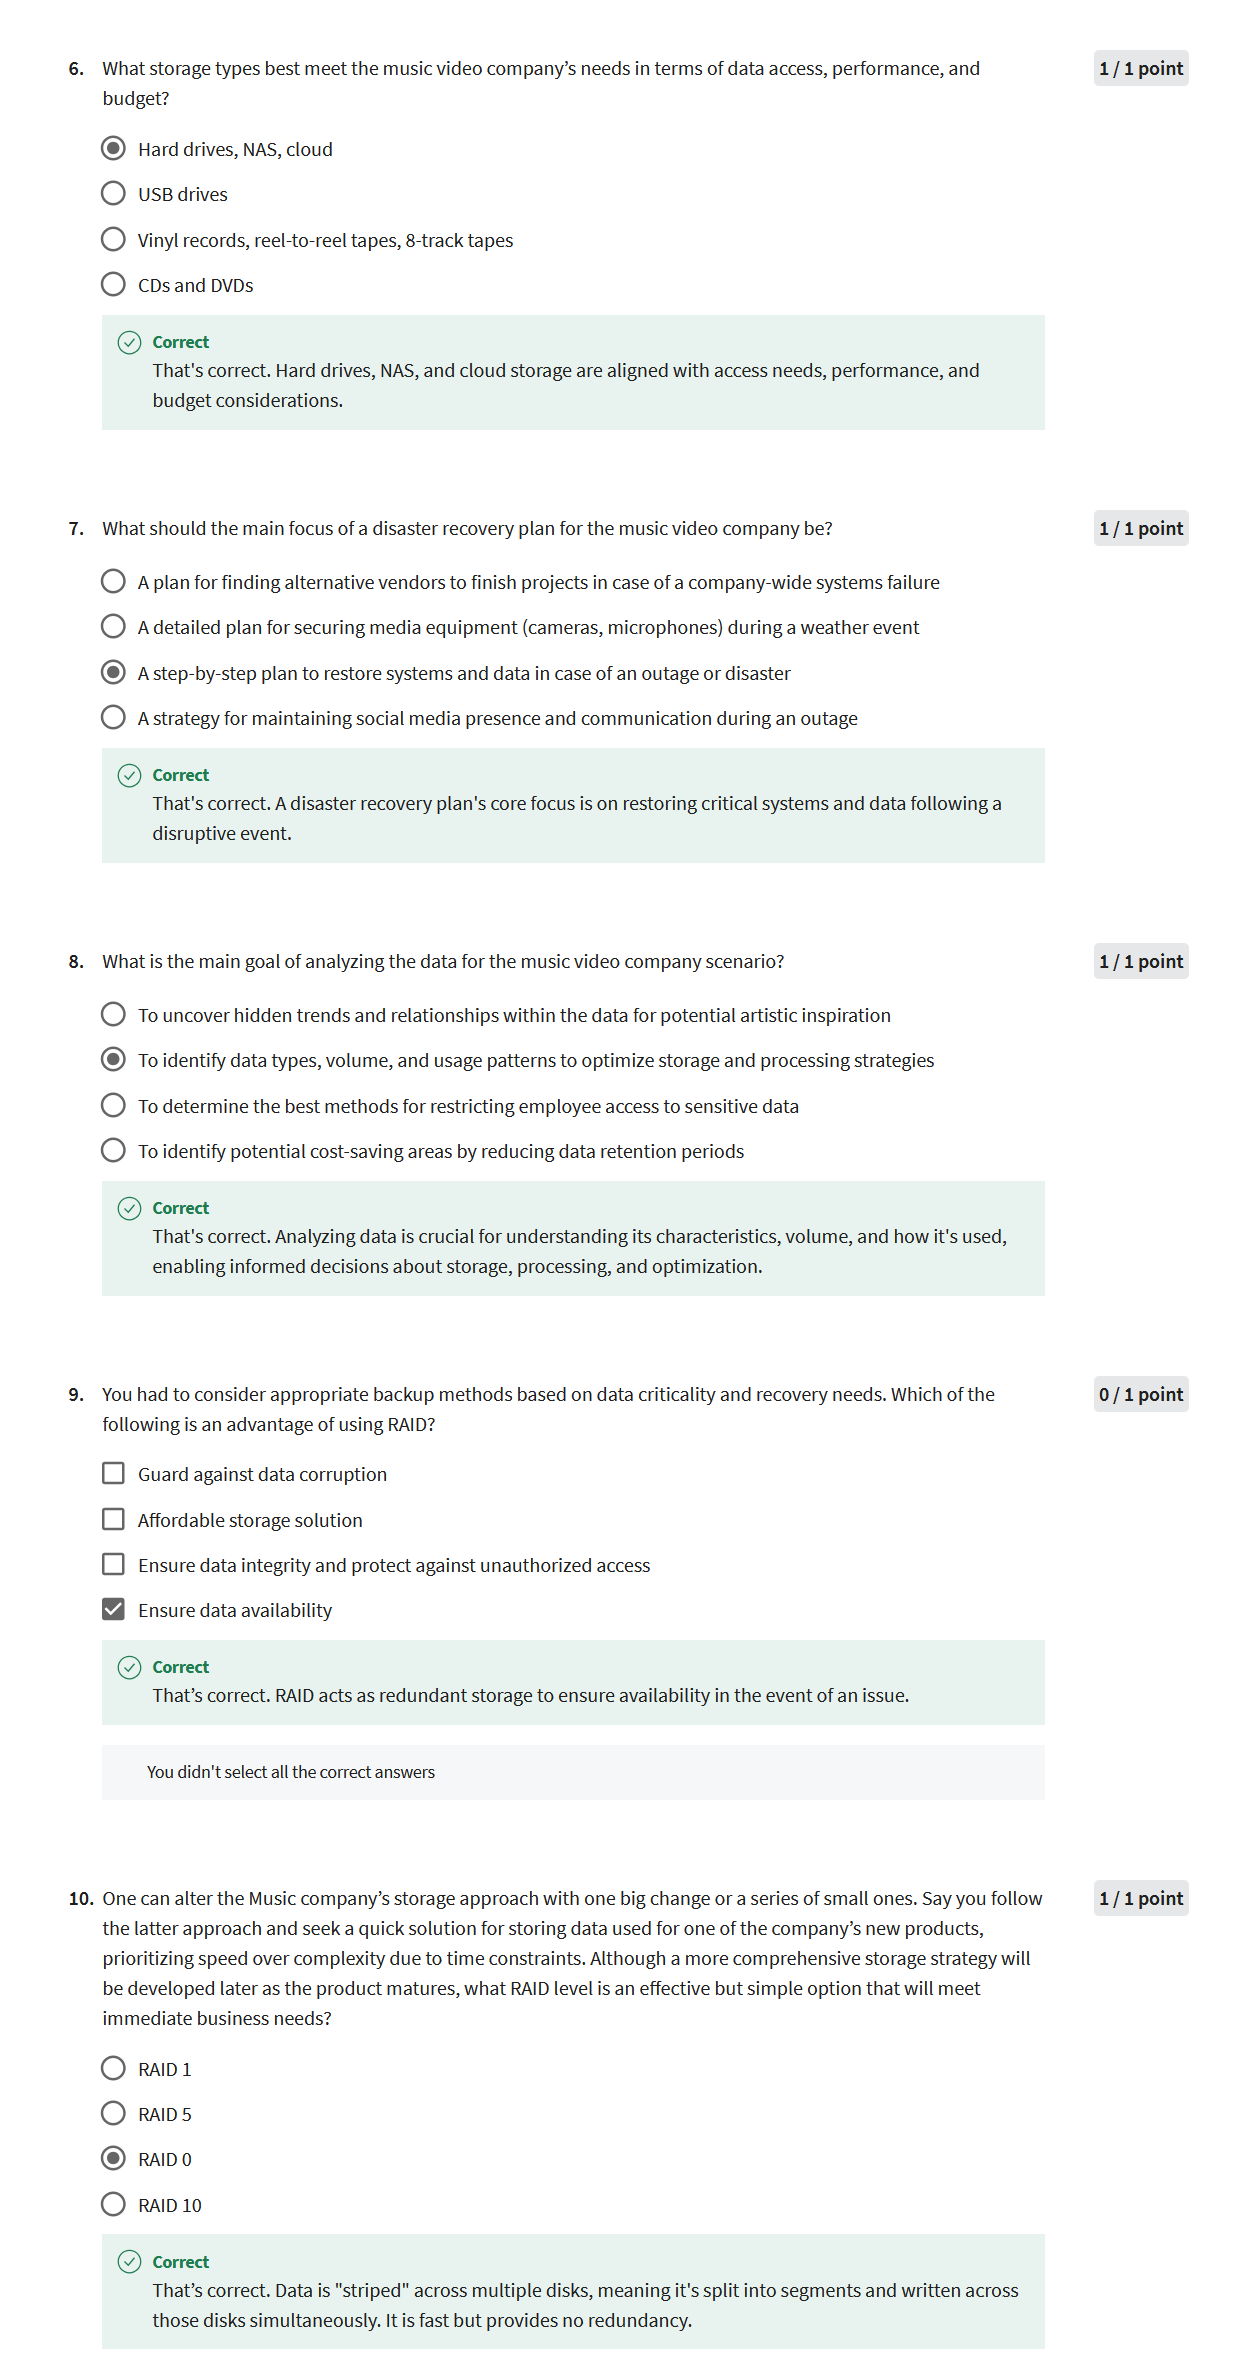 6. What storage types best meet the music video company’s needs in terms of data access, performance, and
budget?
1 / 1 point
Hard drives, NAS, cloud
USB drives
Vinyl records, reel-to-reel tapes, 8-track tapes
CDs and DVDs
Correct
That's correct. Hard drives, NAS, and cloud storage are aligned with access needs, performance, and
budget considerations.
7. What should the main focus of a disaster recovery plan for the music video company be?
1 / 1 point
A plan for finding alternative vendors to finish projects in case of a company-wide systems failure
A detailed plan for securing media equipment (cameras, microphones) during a weather event
A step-by-step plan to restore systems and data in case of an outage or disaster
A strategy for maintaining social media presence and communication during an outage
Correct
That's correct. A disaster recovery plan's core focus is on restoring critical systems and data following a
disruptive event.
8. What is the main goal of analyzing the data for the music video company scenario?
1 / 1 point
To uncover hidden trends and relationships within the data for potential artistic inspiration
To identify data types, volume, and usage patterns to optimize storage and processing strategies
To determine the best methods for restricting employee access to sensitive data
To identify potential cost-saving areas by reducing data retention periods
Correct
That's correct. Analyzing data is crucial for understanding its characteristics, volume, and how it's used,
enabling informed decisions about storage, processing, and optimization.
9. You had to consider appropriate backup methods based on data criticality and recovery needs. Which of the
following is an advantage of using RAID?
0 / 1 point
Guard against data corruption
Affordable storage solution
Ensure data integrity and protect against unauthorized access
Ensure data availability
Correct
That’s correct. RAID acts as redundant storage to ensure availability in the event of an issue.
You didn't select all the correct answers
10. One can alter the Music company’s storage approach with one big change or a series of small ones. Say you follow
the latter approach and seek a quick solution for storing data used for one of the company’s new products,
prioritizing speed over complexity due to time constraints. Although a more comprehensive storage strategy will
be developed later as the product matures, what RAID level is an effective but simple option that will meet
immediate business needs?
1 / 1 point
RAID 1
RAID 5
RAID 0
RAID 10
Correct
That’s correct. Data is "striped" across multiple disks, meaning it's split into segments and written across
those disks simultaneously. It is fast but provides no redundancy.